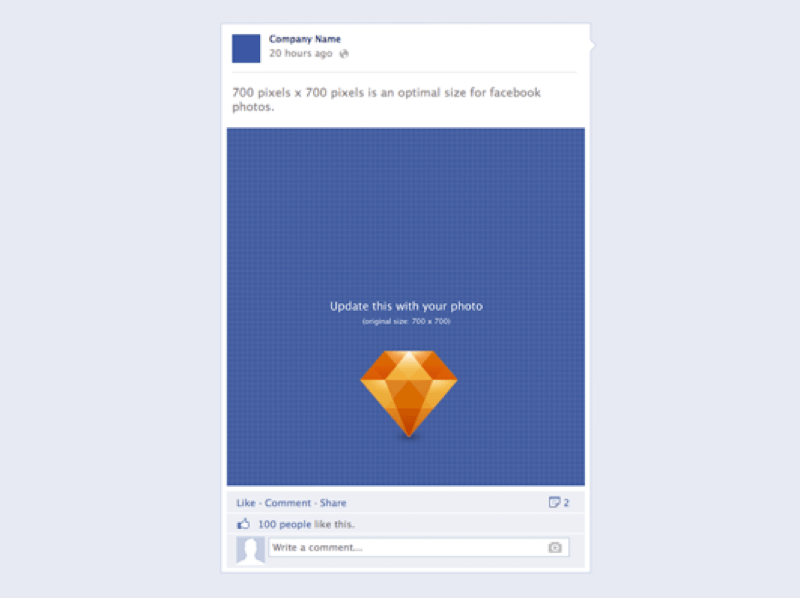 Company Name
20 hours ago
700 pixels x 700 pixels is an optimal size for facebook
photos.
Update this with your photo
(original size: 700 x 700)
Like - Comment - Share
2
100 people like this.
Write a comment...